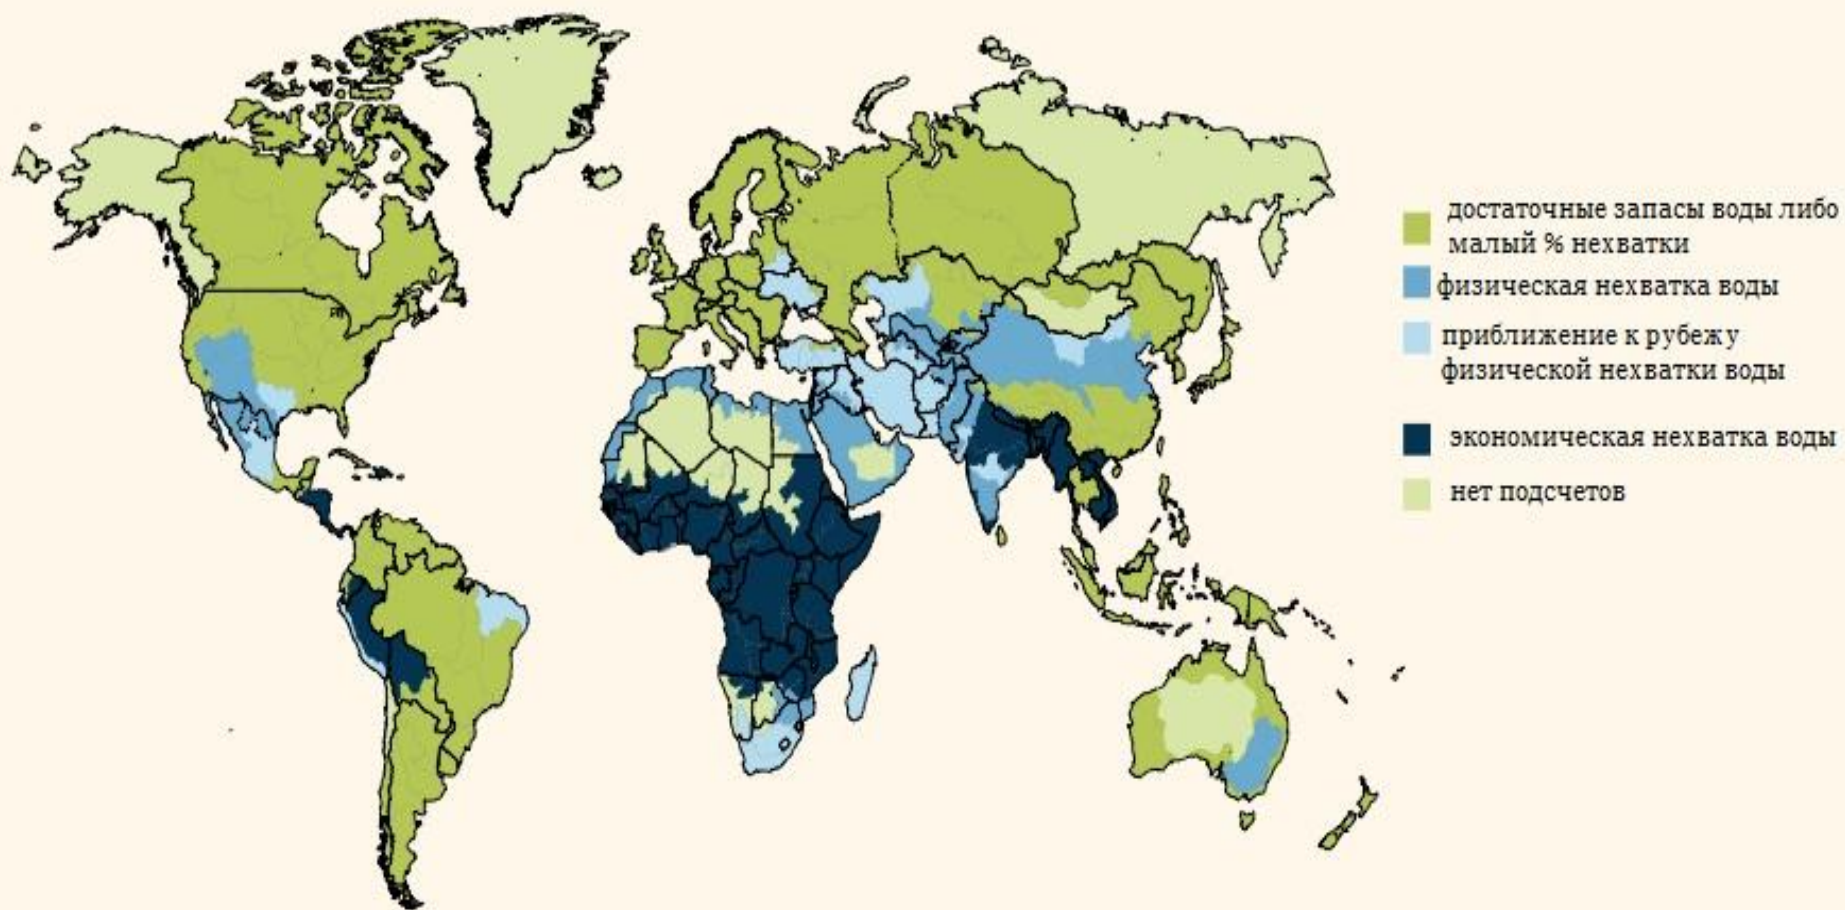 достаточные запасы воды либо
малый % нехватки
физическая нехватка воды
приближение к рубежу
физической нехватки воды
экономическая нехватка воды
нет подсчетов